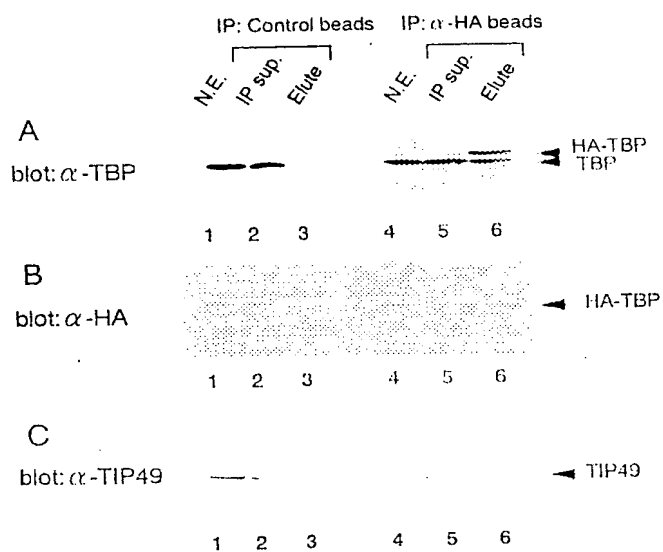 IP: Control beads
IP: α-HA beads
N.E.
IP sup.
Elute
N.E.
IP sup.
Elute
A
blot: α-TBP
HA-TBP
TBP
1 2 3 4 5 6
B
blot: α-HA
HA-TBP
1 2 3 4 5 6
C
blot: α-TIP49
TIP49
1 2 3 4 5 6